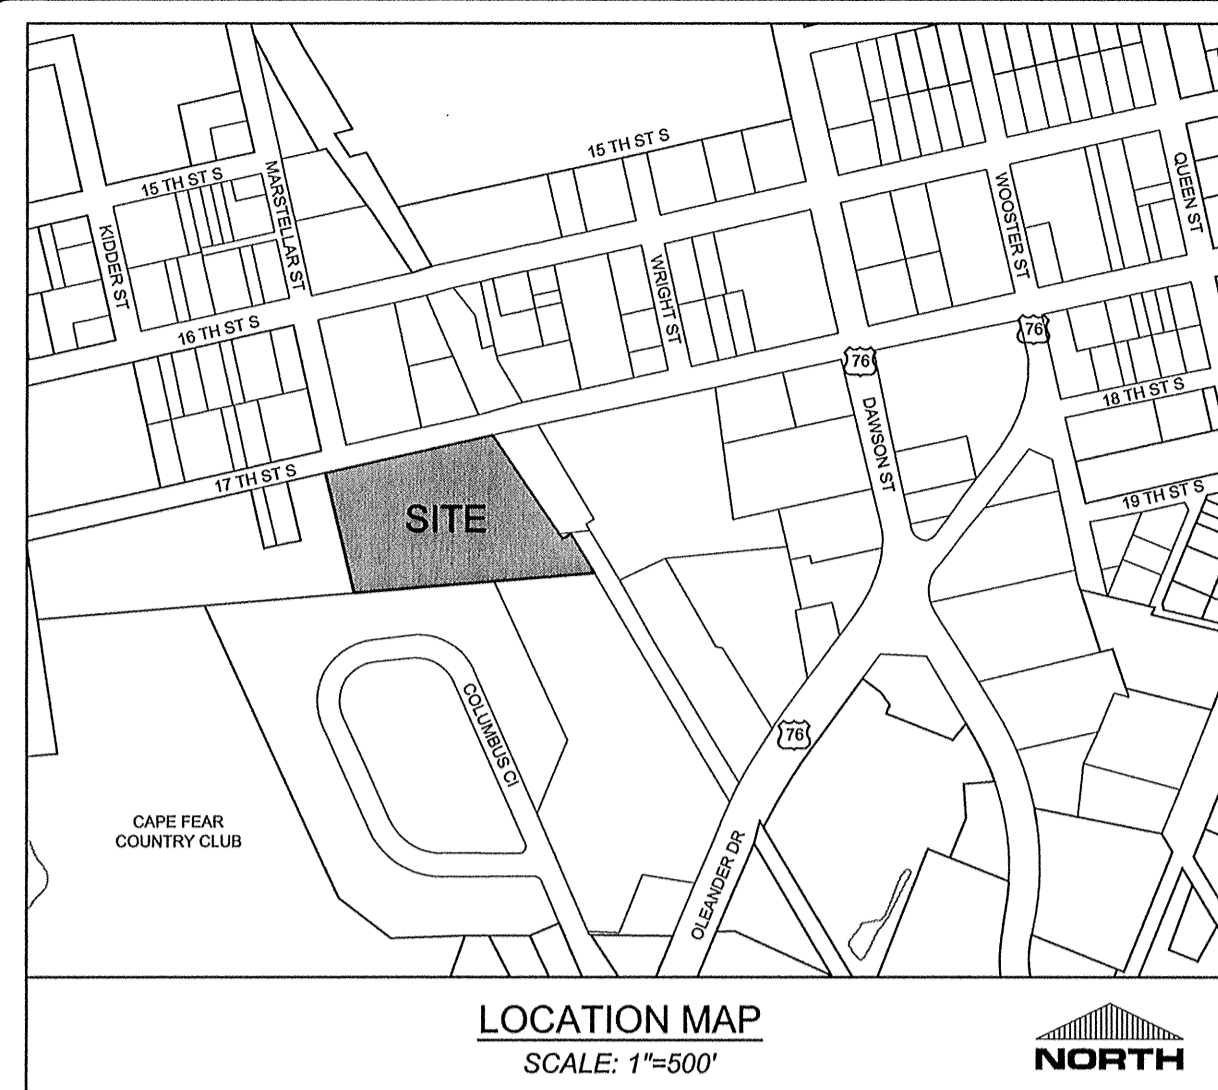 15 TH ST S
15 TH ST S
MARSTELLAR ST
QUEEN ST
WOOSTER ST
KIDDER ST
WRIGHT ST
16 TH ST S
76
76
18 TH ST S
DAWSON ST
17 TH ST S
19 TH ST S
SITE
COLUMBUS CI
76
CAPE FEAR
COUNTRY CLUB
OLEANDER DR
LOCATION MAP
SCALE: 1"=500'
NORTH